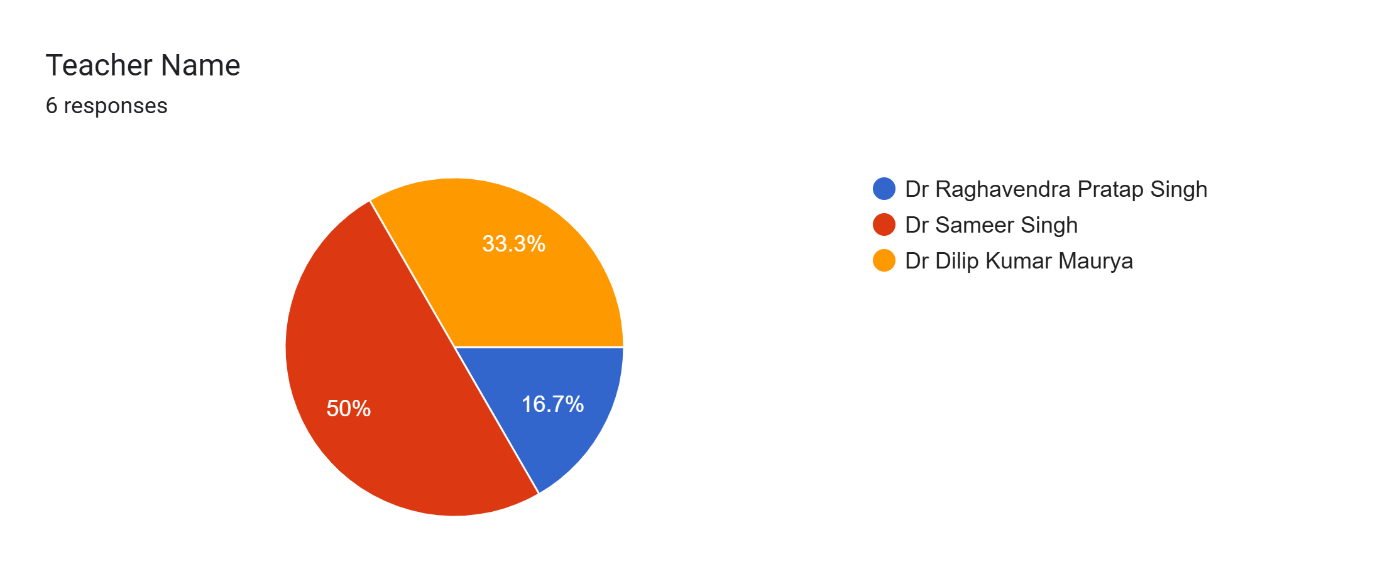 Teacher Name
6 responses
33.3%
50%
16.7%
Dr Raghavendra Pratap Singh
Dr Sameer Singh
Dr Dilip Kumar Maurya